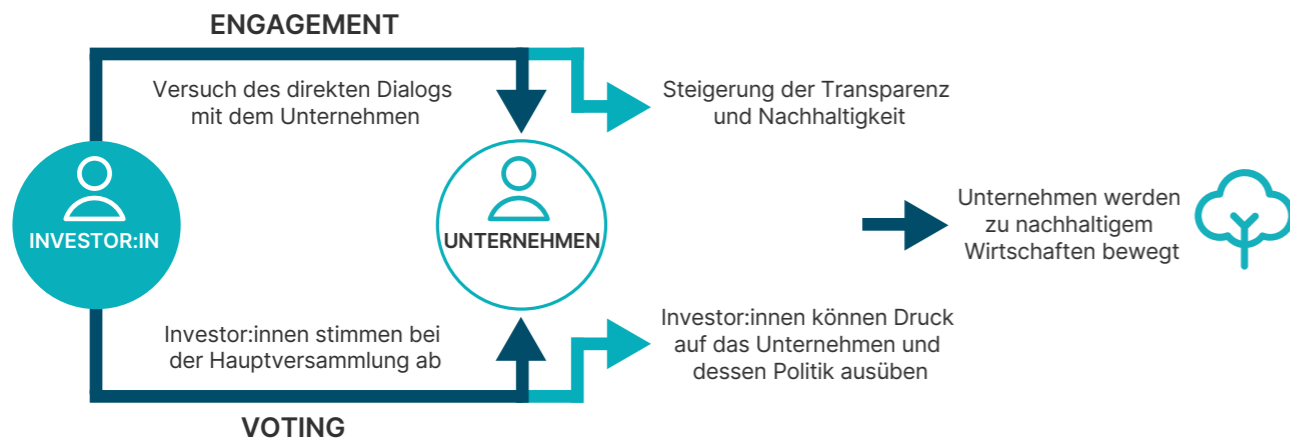 ENGAGEMENT
Versuch des direkten Dialogs
mit dem Unternehmen
Steigerung der Transparenz
und Nachhaltigkeit
INVESTOR:IN
UNTERNEHMEN
Unternehmen werden
zu nachhaltigem
Wirtschaften bewegt
Investor:innen stimmen bei
der Hauptversammlung ab
Investor:innen können Druck
auf das Unternehmen und
dessen Politik ausüben
VOTING